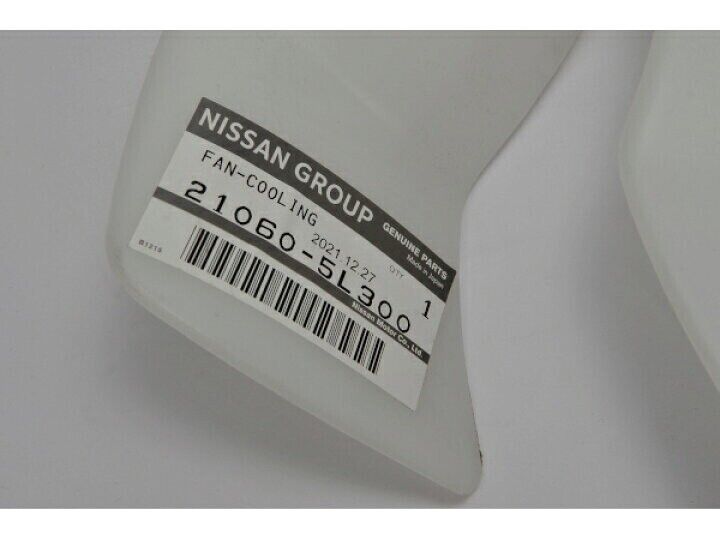 NISSAN GROUP
GENUINE PARTS
Made in Japan
FAN-COOLING
2021.12.27
QTY
1
21060-5L300
Nissan Motor Co., Ltd.